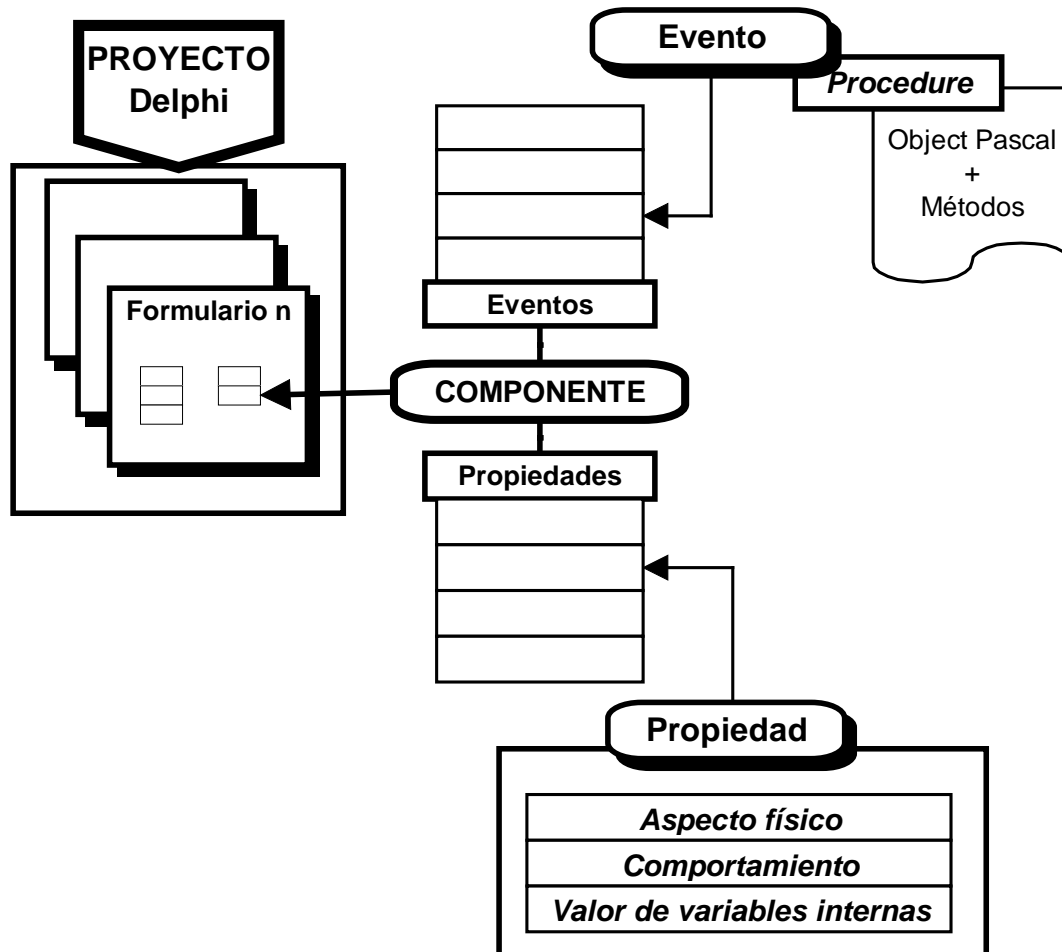 PROYECTO
Delphi
Evento
Procedure
Object Pascal
+
Métodos
Formulario n
Eventos
COMPONENTE
Propiedades
Propiedad
Aspecto físico
Comportamiento
Valor de variables internas